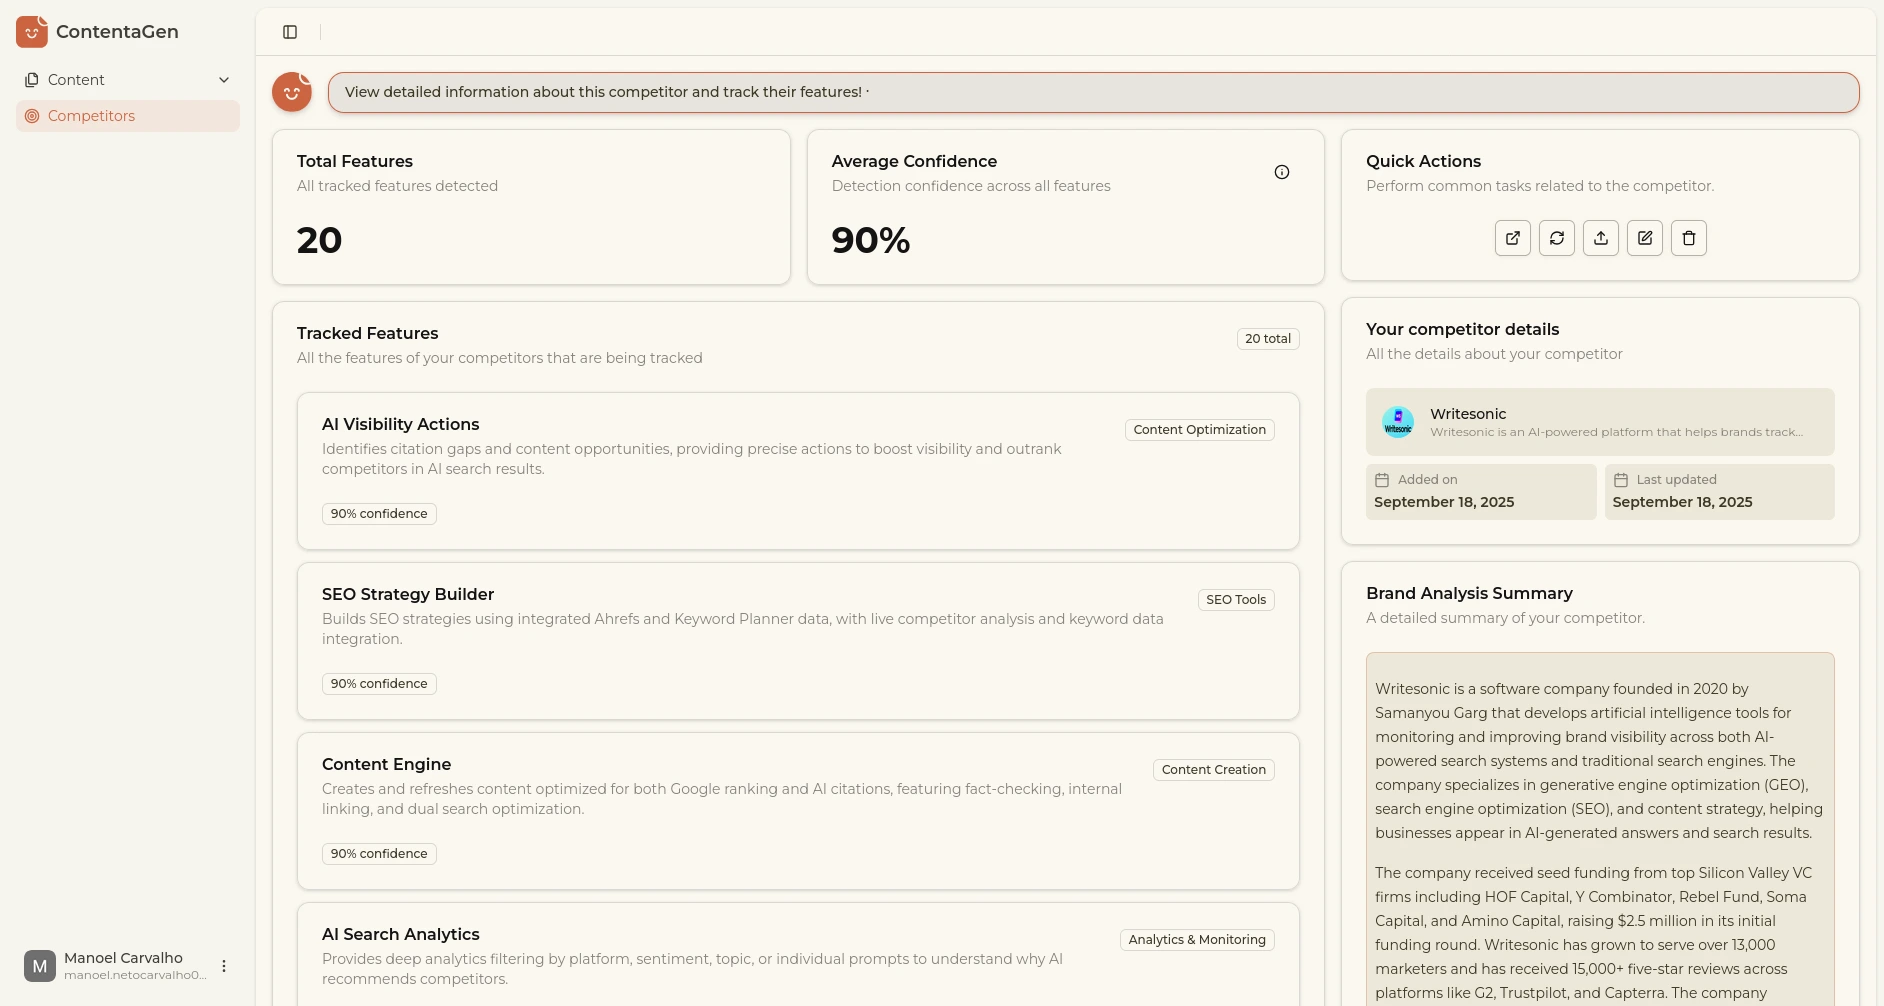 ContentaGen
Content
Competitors
View detailed information about this competitor and track their features! ·
Total Features
All tracked features detected
20
Average Confidence
Detection confidence across all features
90%
Quick Actions
Perform common tasks related to the competitor.
Tracked Features
All the features of your competitors that are being tracked
20 total
AI Visibility Actions
Identifies citation gaps and content opportunities, providing precise actions to boost visibility and outrank
competitors in AI search results.
Content Optimization
90% confidence
SEO Strategy Builder
Builds SEO strategies using integrated Ahrefs and Keyword Planner data, with live competitor analysis and keyword data
integration.
SEO Tools
90% confidence
Content Engine
Creates and refreshes content optimized for both Google ranking and AI citations, featuring fact-checking, internal
linking, and dual search optimization.
Content Creation
90% confidence
AI Search Analytics
Provides deep analytics filtering by platform, sentiment, topic, or individual prompts to understand why AI
recommends competitors.
Analytics & Monitoring
Your competitor details
All the details about your competitor
Writesonic
Writesonic
Writesonic is an AI-powered platform that helps brands track...
Added on
September 18, 2025
Last updated
September 18, 2025
Brand Analysis Summary
A detailed summary of your competitor.
Writesonic is a software company founded in 2020 by
Samanyou Garg that develops artificial intelligence tools for
monitoring and improving brand visibility across both AI-
powered search systems and traditional search engines. The
company specializes in generative engine optimization (GEO),
search engine optimization (SEO), and content strategy, helping
businesses appear in AI-generated answers and search results.
The company received seed funding from top Silicon Valley VC
firms including HOF Capital, Y Combinator, Rebel Fund, Soma
Capital, and Amino Capital, raising $2.5 million in its initial
funding round. Writesonic has grown to serve over 13,000
marketers and has received 15,000+ five-star reviews across
platforms like G2, Trustpilot, and Capterra. The company
M
Manoel Carvalho
manoel.netocarvalho0...